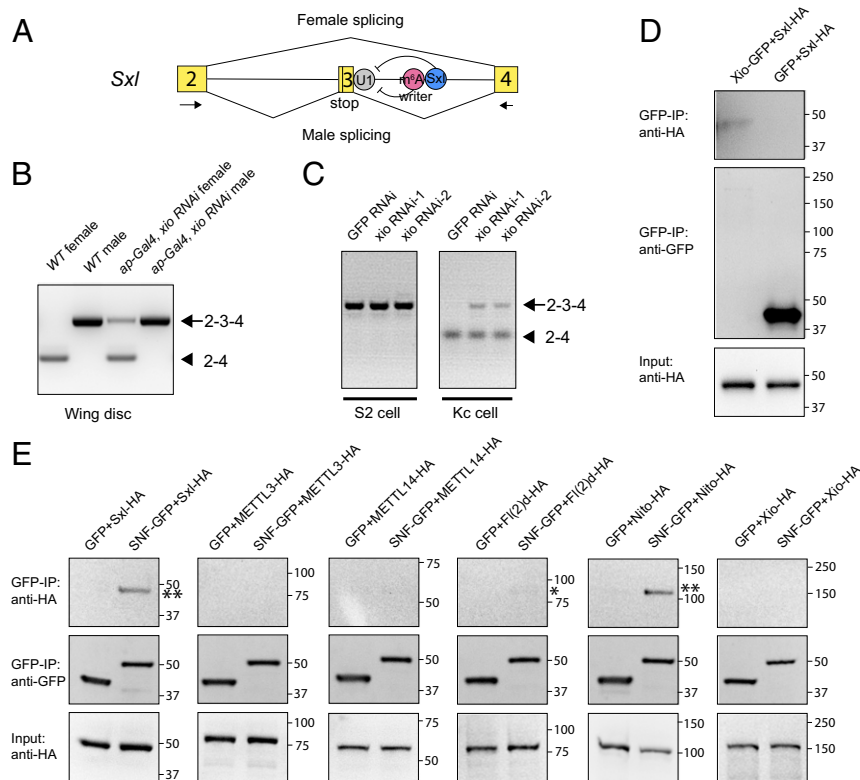 A
Female splicing
Sxl
2
3
U1
m⁶A
Sxl
4
stop
writer
Male splicing
B
WT female
WT male
ap-Gal4, xio RNAi female
ap-Gal4, xio RNAi male
2-3-4
2-4
Wing disc
C
GFP RNAi
xio RNAi-1
xio RNAi-2
GFP RNAi
xio RNAi-1
xio RNAi-2
2-3-4
2-4
S2 cell
Kc cell
D
Xio-GFP+Sxl-HA
GFP+Sxl-HA
GFP-IP:
anti-HA
50
37
GFP-IP:
anti-GFP
250
150
100
75
50
37
Input:
anti-HA
50
37
E
GFP+Sxl-HA
SNF-GFP+Sxl-HA
GFP+METTL3-HA
SNF-GFP+METTL3-HA
GFP+METTL14-HA
SNF-GFP+METTL14-HA
GFP+Fl(2)d-HA
SNF-GFP+Fl(2)d-HA
GFP+Nito-HA
SNF-GFP+Nito-HA
GFP+Xio-HA
SNF-GFP+Xio-HA
GFP-IP:
anti-HA
50
**
37
100
75
75
50
100
*
75
150
**
100
250
150
GFP-IP:
anti-GFP
50
37
50
37
50
37
50
37
50
37
50
37
Input:
anti-HA
50
37
100
75
75
50
100
75
150
100
250
150